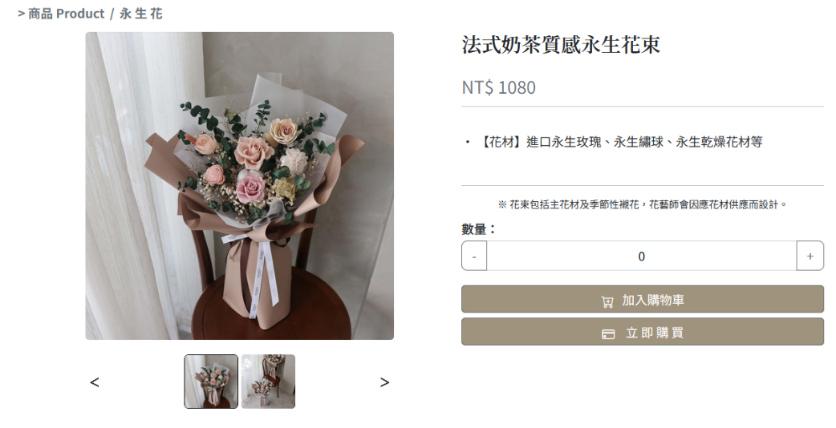 > 商品 Product / 永 生 花
法式奶茶質感永生花束
NT$ 1080
・ 【花材】進口永生玫瑰、永生繡球、永生乾燥花材等
※ 花束包括主花材及季節性襯花，花藝師會因應花材供應而設計。
數量：
- 0 +
加入購物車
立 即 購 買
< >